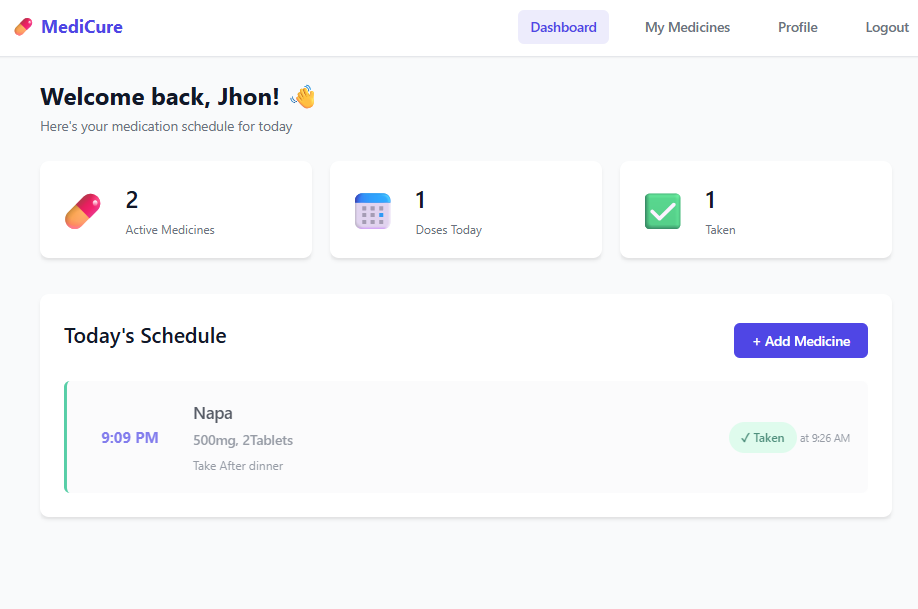 MediCure
Dashboard My Medicines Profile Logout
Welcome back, Jhon!
Here's your medication schedule for today
2
Active Medicines
1
Doses Today
1
Taken
Today's Schedule
+ Add Medicine
9:09 PM
Napa
500mg, 2Tablets
Take After dinner
✓ Taken at 9:26 AM